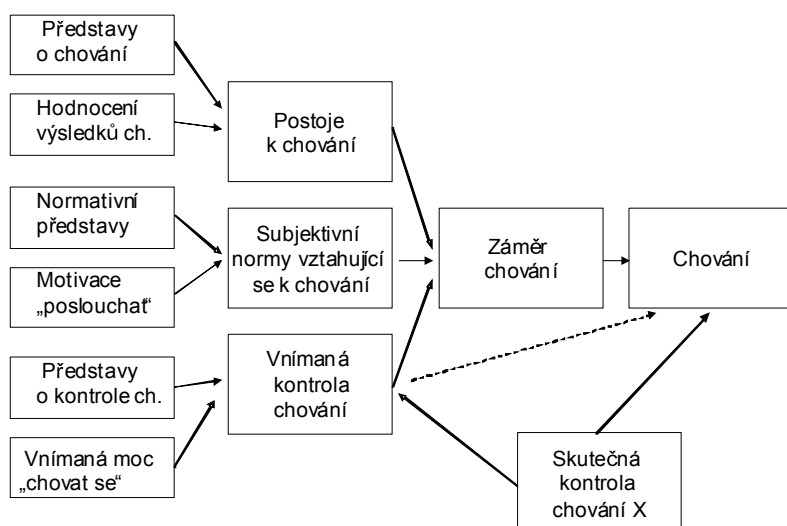 Představy
o chování
Hodnocení
výsledků ch.
Postoje
k chování
Normativní
představy
Motivace
„poslouchat“
Subjektivní
normy vztahující
se k chování
Záměr
chování
Chování
Představy
o kontrole ch.
Vnímaná moc
„chovat se“
Vnímaná
kontrola
chování
Skutečná
kontrola
chování X